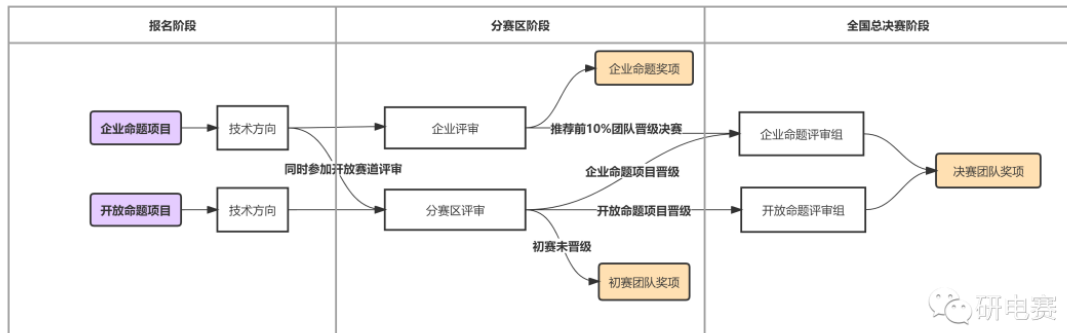 报名阶段
分赛区阶段
全国总决赛阶段
企业命题奖项
企业命题项目
技术方向
企业评审
推荐前10%团队晋级决赛
企业命题评审组
同时参加开放赛道评审
企业命题项目晋级
决赛团队奖项
开放命题项目
技术方向
分赛区评审
开放命题项目晋级
开放命题评审组
初赛未晋级
初赛团队奖项
研电赛